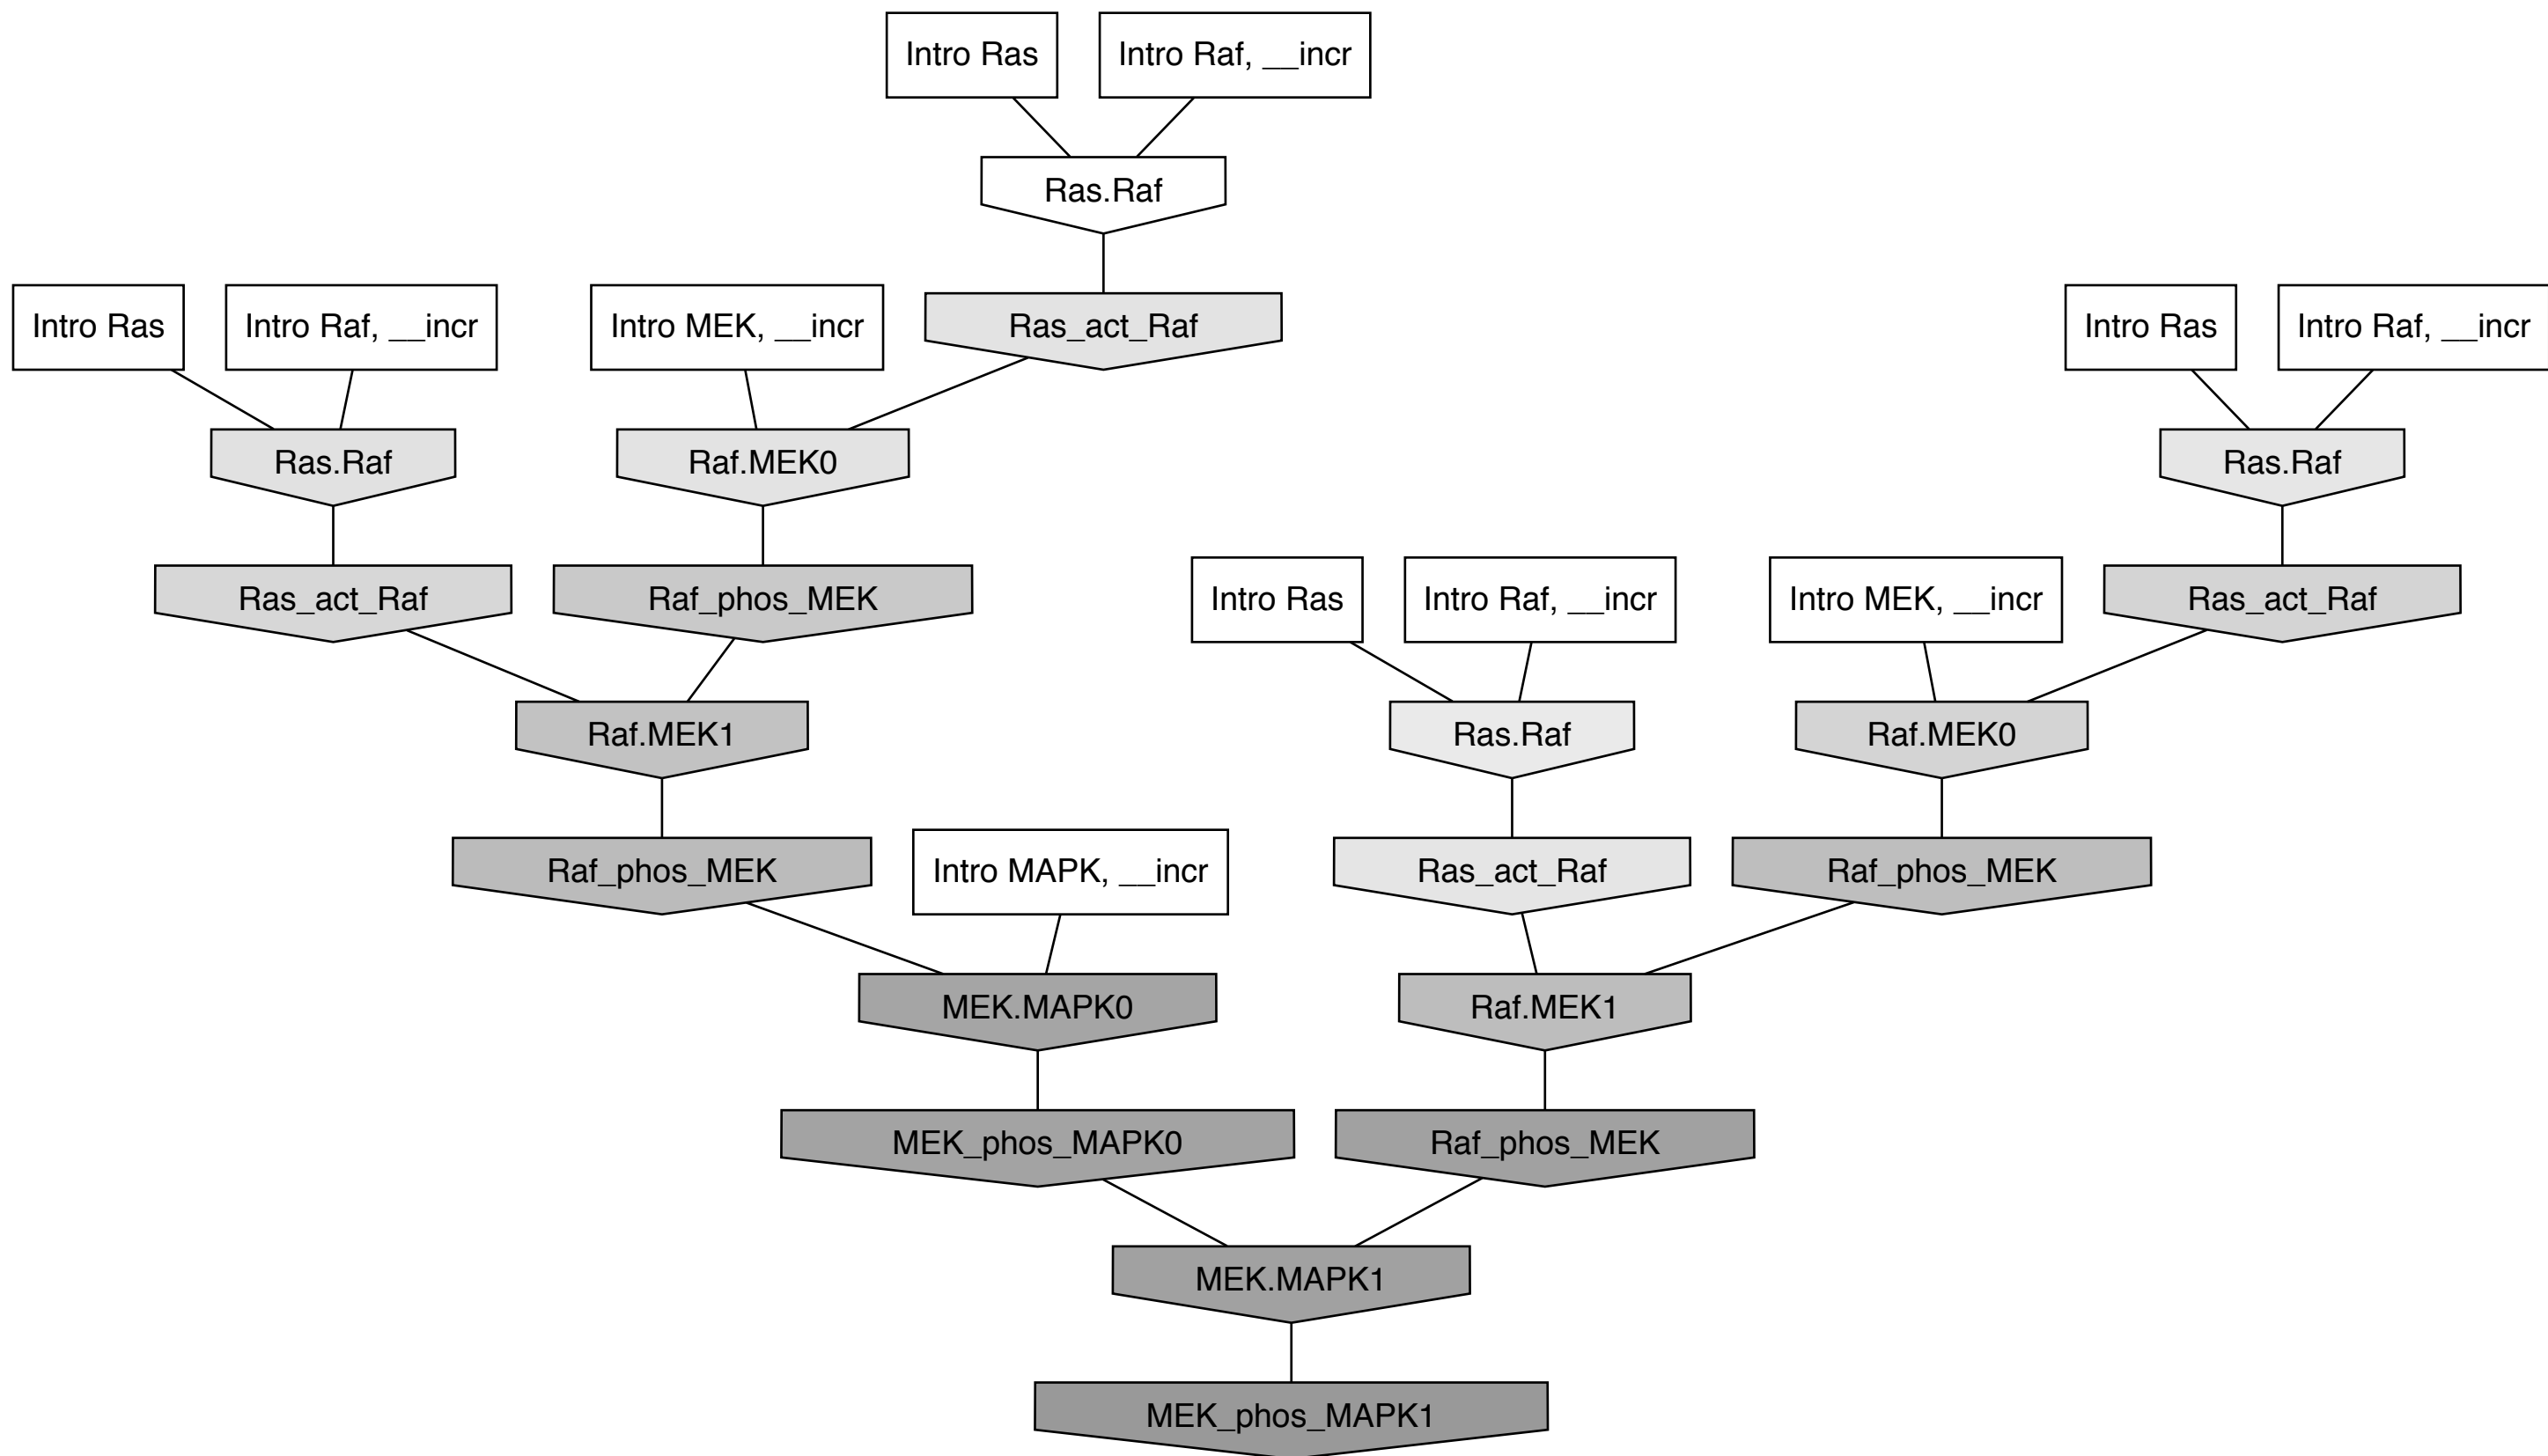 Intro Ras
Intro Raf, __incr
Ras.Raf
Intro Ras
Intro Raf, __incr
Intro MEK, __incr
Ras_act_Raf
Intro Ras
Intro Raf, __incr
Ras.Raf
Raf.MEK0
Ras.Raf
Ras_act_Raf
Raf_phos_MEK
Intro Ras
Intro Raf, __incr
Intro MEK, __incr
Ras_act_Raf
Raf.MEK1
Ras.Raf
Raf.MEK0
Raf_phos_MEK
Intro MAPK, __incr
Ras_act_Raf
Raf_phos_MEK
MEK.MAPK0
Raf.MEK1
MEK_phos_MAPK0
Raf_phos_MEK
MEK.MAPK1
MEK_phos_MAPK1